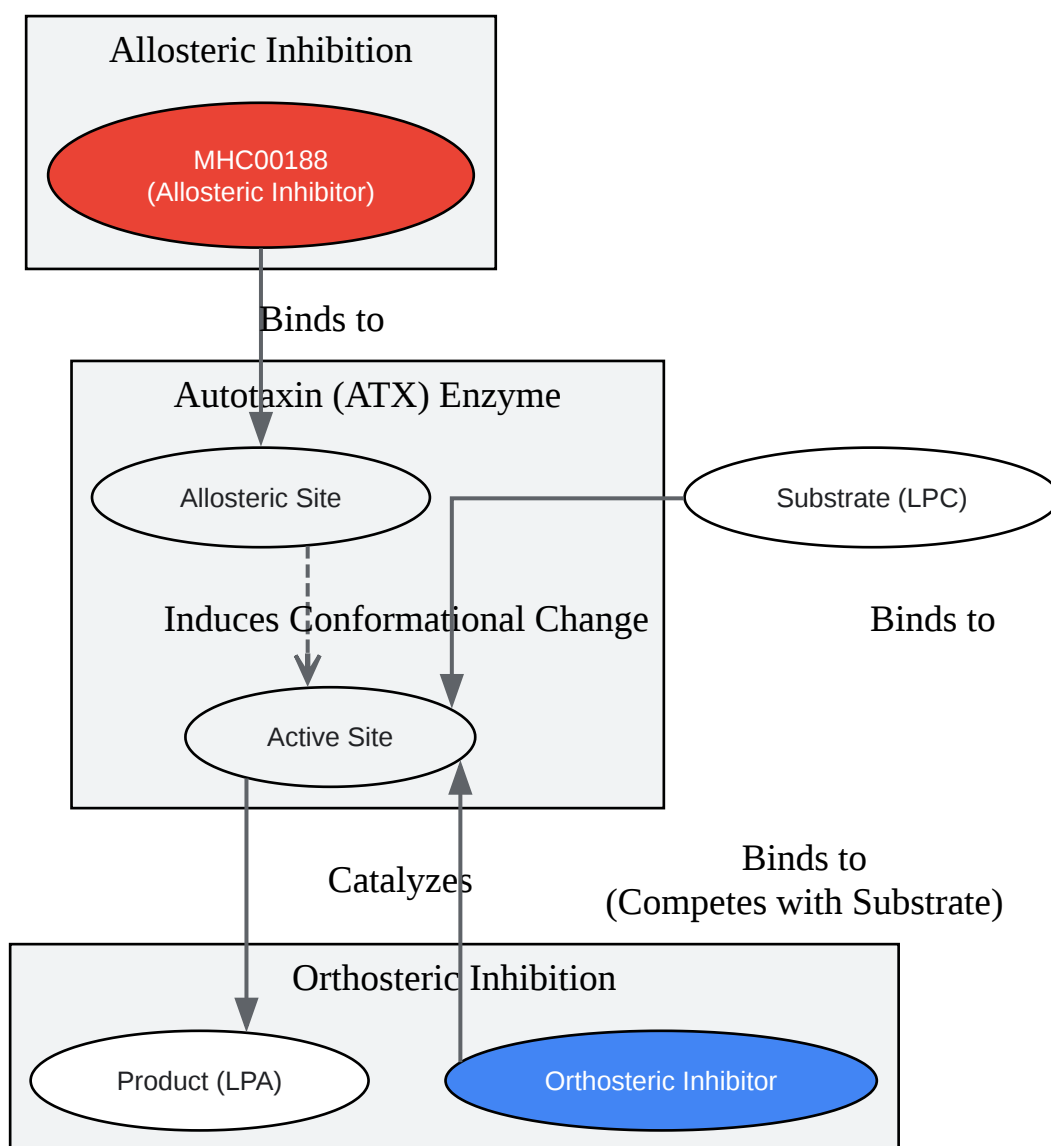 Allosteric Inhibition
MHC00188
(Allosteric Inhibitor)
Binds to
Autotaxin (ATX) Enzyme
Allosteric Site
Substrate (LPC)
Induces Conformational Change
Binds to
Active Site
Catalyzes
Binds to
(Competes with Substrate)
Orthosteric Inhibition
Product (LPA)
Orthosteric Inhibitor